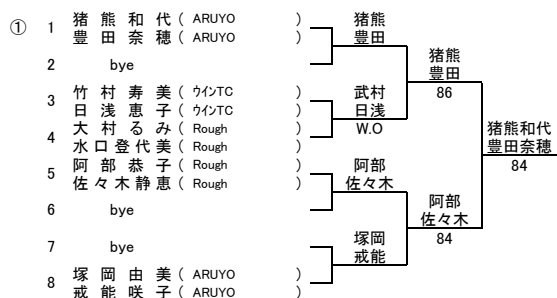 ①
1 猪 熊 和 代 ( ARUYO )
豊 田 奈 穂 ( ARUYO )
2 bye
3 竹 村 寿 美 ( ウインTC )
日 浅 恵 子 ( ウインTC )
4 大 村 る み ( Rough )
水 口 登 代 美 ( Rough )
5 阿 部 恭 子 ( Rough )
佐 々 木 静 恵 ( Rough )
6 bye
7 bye
8 塚 岡 由 美 ( ARUYO )
戒 能 咲 子 ( ARUYO )
猪熊
豊田
武村
日浅
W.O
阿部
佐々木
塚岡
戒能
猪熊
豊田
86
阿部
佐々木
84
猪熊和代
豊田奈穂
84